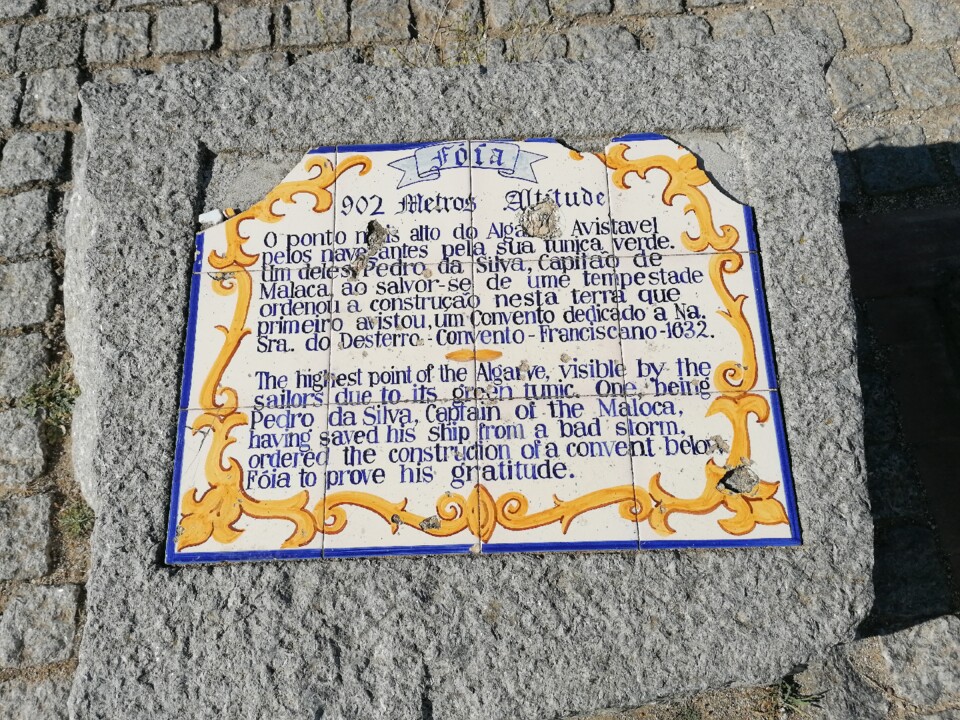 Fóia
902 Metros Altitude
O ponto mais alto do Algarve Avistavel
pelos navegantes pela sua tunica verde.
Um deles Pedro da Silva, Capitão de
Malaca ao salvor-se de ume tempestade
ordenou a construção nesta terra que
primeiro avistou, um Convento dedicado a Na.
Sra. do Desterro - Convento - Franciscano - 1632.
The highest point of the Algarve, visible by the
sailors due to its green tunic. One, being
Pedro da Silva, Captain of the Maloca,
having saved his ship from a bad storm,
ordered the construction of a convent below
Fóia to prove his gratitude.